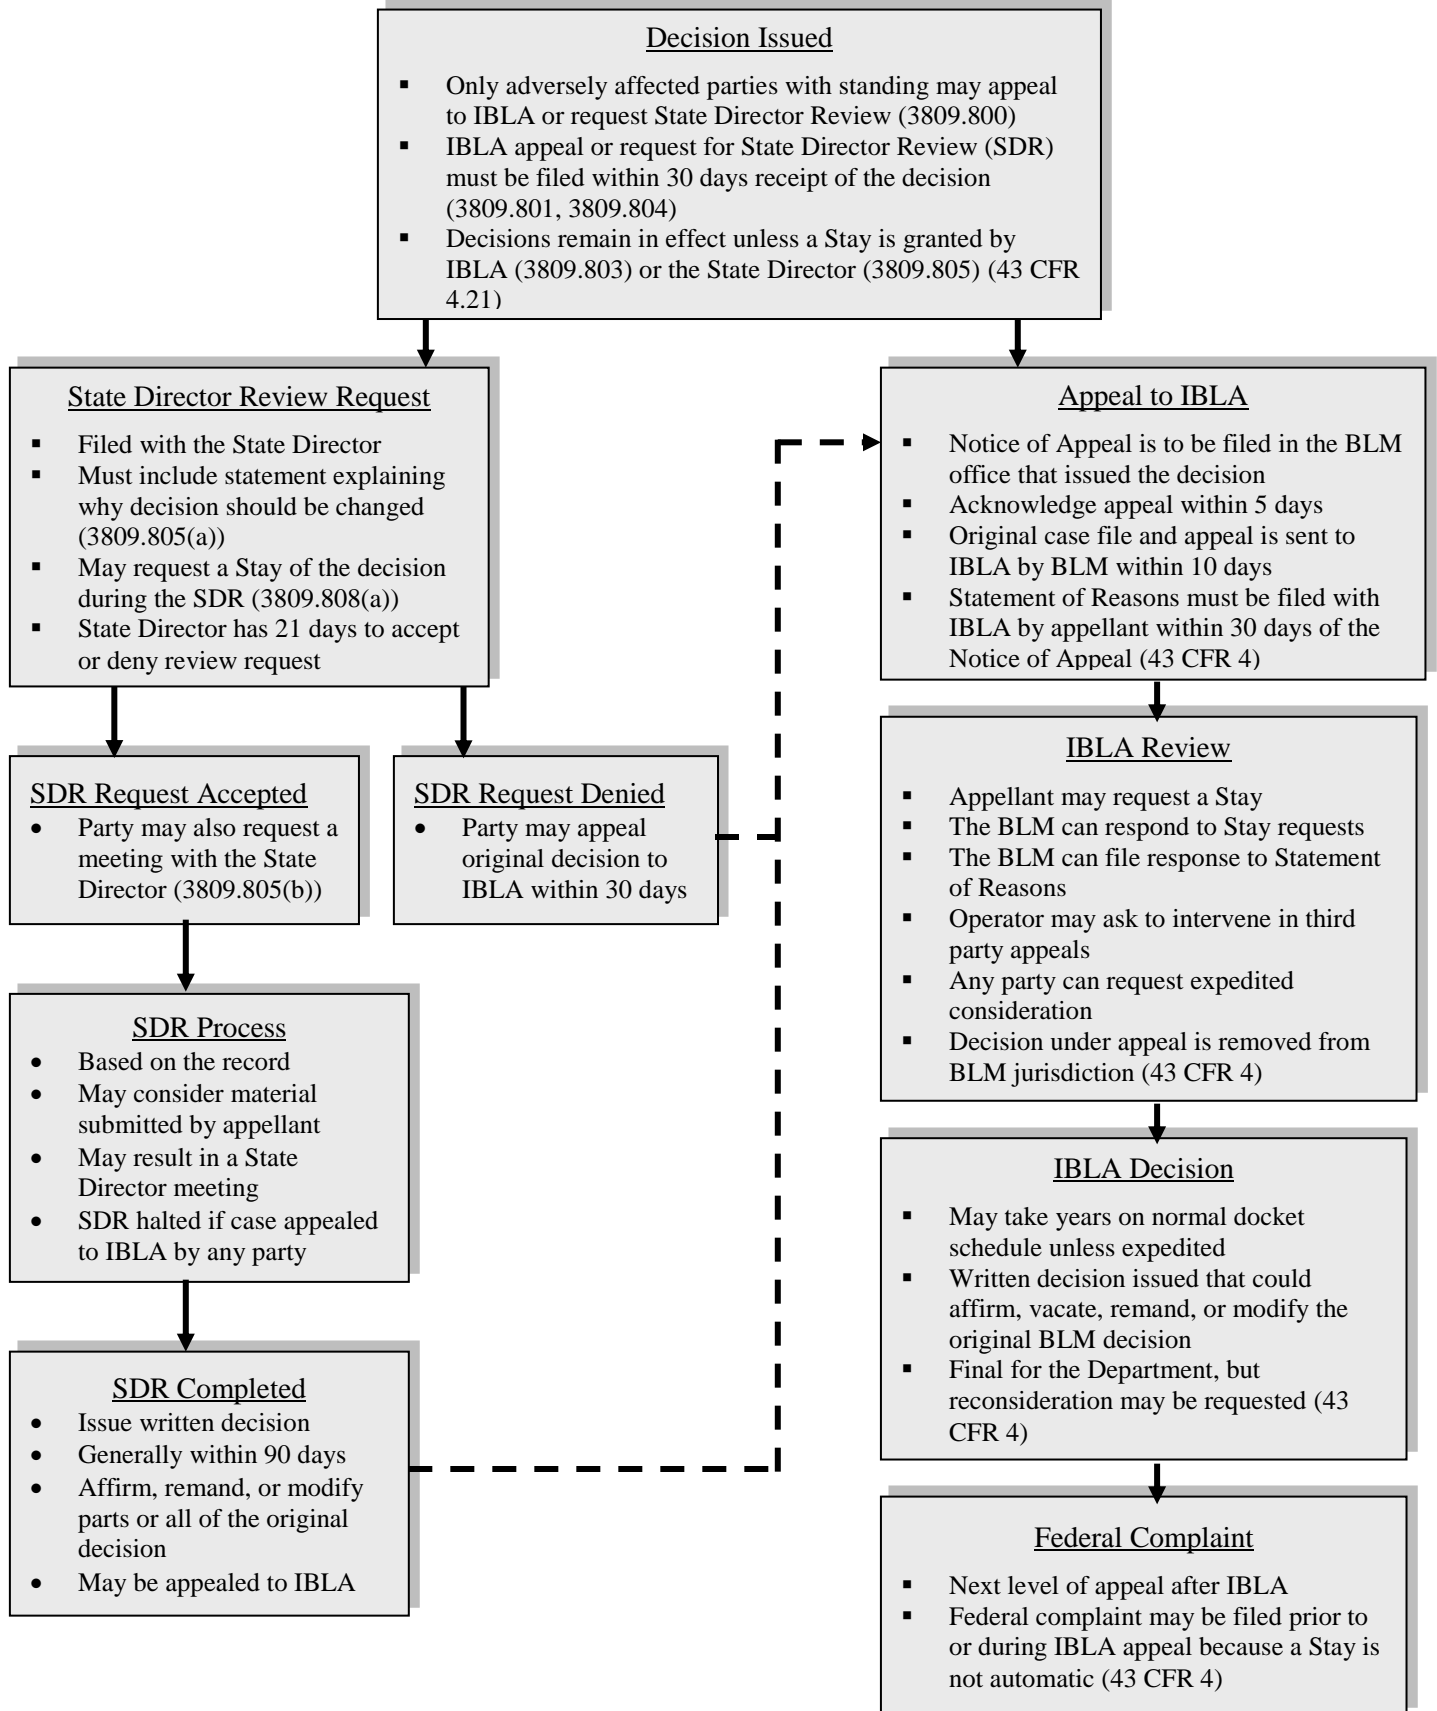 Decision Issued
▪ Only adversely affected parties with standing may appeal
to IBLA or request State Director Review (3809.800)
▪ IBLA appeal or request for State Director Review (SDR)
must be filed within 30 days receipt of the decision
(3809.801, 3809.804)
▪ Decisions remain in effect unless a Stay is granted by
IBLA (3809.803) or the State Director (3809.805) (43 CFR
4.21)
State Director Review Request
▪ Filed with the State Director
▪ Must include statement explaining
why decision should be changed
(3809.805(a))
▪ May request a Stay of the decision
during the SDR (3809.808(a))
▪ State Director has 21 days to accept
or deny review request
SDR Request Accepted
• Party may also request a
meeting with the State
Director (3809.805(b))
SDR Request Denied
• Party may appeal
original decision to
IBLA within 30 days
SDR Process
• Based on the record
• May consider material
submitted by appellant
• May result in a State
Director meeting
• SDR halted if case appealed
to IBLA by any party
SDR Completed
• Issue written decision
• Generally within 90 days
• Affirm, remand, or modify
parts or all of the original
decision
• May be appealed to IBLA
Appeal to IBLA
▪ Notice of Appeal is to be filed in the BLM
office that issued the decision
▪ Acknowledge appeal within 5 days
▪ Original case file and appeal is sent to
IBLA by BLM within 10 days
▪ Statement of Reasons must be filed with
IBLA by appellant within 30 days of the
Notice of Appeal (43 CFR 4)
IBLA Review
▪ Appellant may request a Stay
▪ The BLM can respond to Stay requests
▪ The BLM can file response to Statement
of Reasons
▪ Operator may ask to intervene in third
party appeals
▪ Any party can request expedited
consideration
▪ Decision under appeal is removed from
BLM jurisdiction (43 CFR 4)
IBLA Decision
▪ May take years on normal docket
schedule unless expedited
▪ Written decision issued that could
affirm, vacate, remand, or modify the
original BLM decision
▪ Final for the Department, but
reconsideration may be requested (43
CFR 4)
Federal Complaint
▪ Next level of appeal after IBLA
▪ Federal complaint may be filed prior to
or during IBLA appeal because a Stay is
not automatic (43 CFR 4)